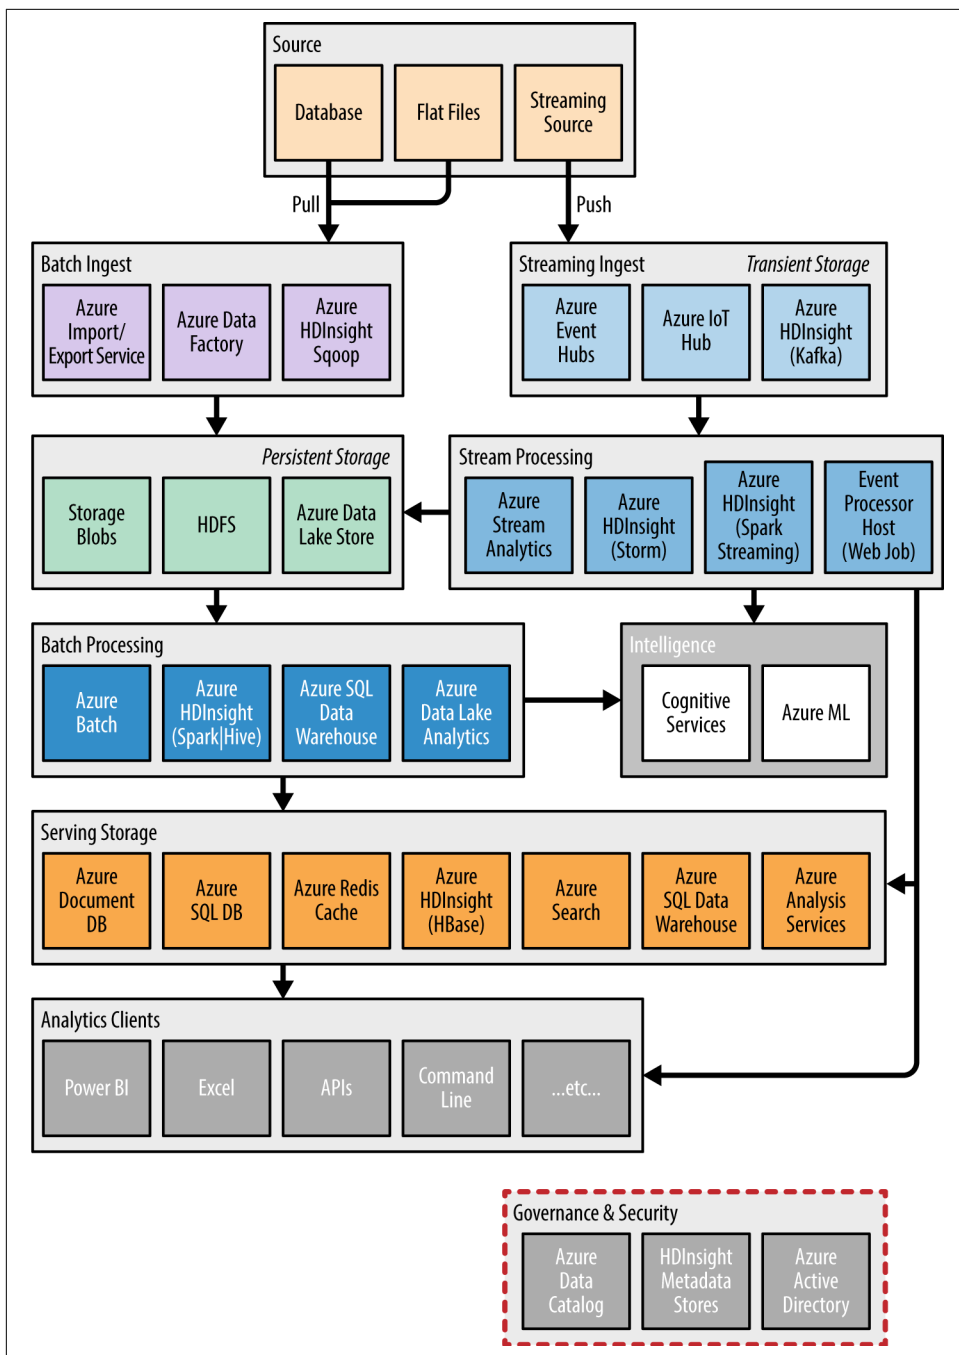 Source
Database
Flat Files
Streaming
Source
Pull
Push
Batch Ingest
Azure
Import/
Export Service
Azure Data
Factory
Azure
HDInsight
Sqoop
Streaming Ingest
Transient Storage
Azure
Event
Hubs
Azure IoT
Hub
Azure
HDInsight
(Kafka)
Persistent Storage
Storage
Blobs
HDFS
Azure Data
Lake Store
Stream Processing
Azure
Stream
Analytics
Azure
HDInsight
(Storm)
Azure
HDInsight
(Spark
Streaming)
Event
Processor
Host
(Web Job)
Batch Processing
Azure
Batch
Azure
HDInsight
(Spark|Hive)
Azure SQL
Data
Warehouse
Azure
Data Lake
Analytics
Intelligence
Cognitive
Services
Azure ML
Serving Storage
Azure
Document
DB
Azure
SQL DB
Azure Redis
Cache
Azure
HDInsight
(HBase)
Azure
Search
Azure
SQL Data
Warehouse
Azure
Analysis
Services
Analytics Clients
Power BI
Excel
APIs
Command
Line
...etc...
Governance & Security
Azure
Data
Catalog
HDInsight
Metadata
Stores
Azure
Active
Directory